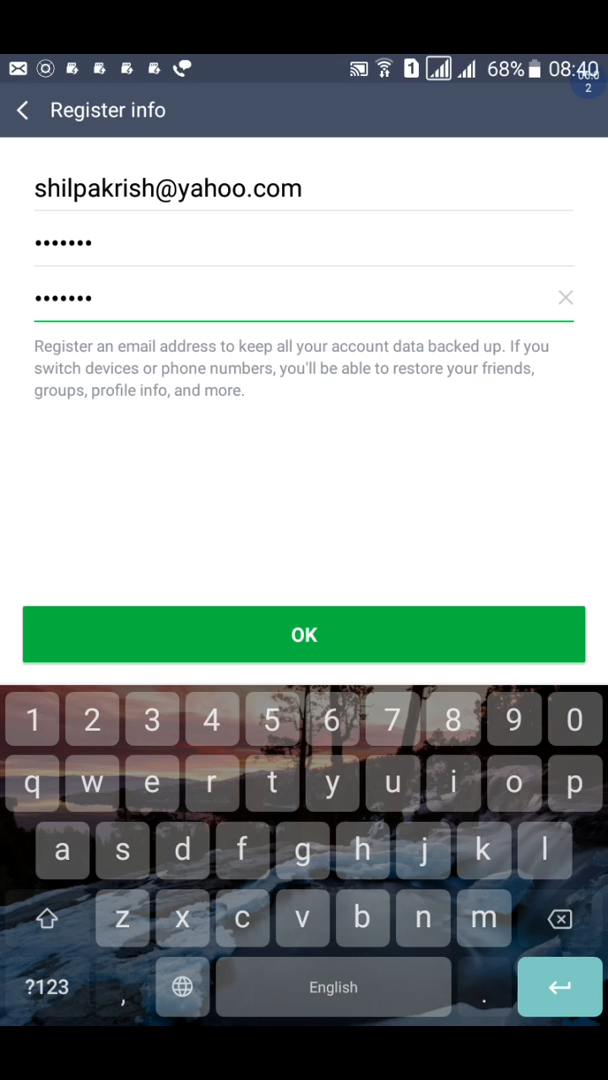 1 68% 08:40
2
Register info
shilpakrish@yahoo.com
•••••••
•••••••
Register an email address to keep all your account data backed up. If you
switch devices or phone numbers, you'll be able to restore your friends,
groups, profile info, and more.
OK
1 2 3 4 5 6 7 8 9 0
q w e r t y u i o p
a s d f g h j k l
z x c v b n m
?123 , English .